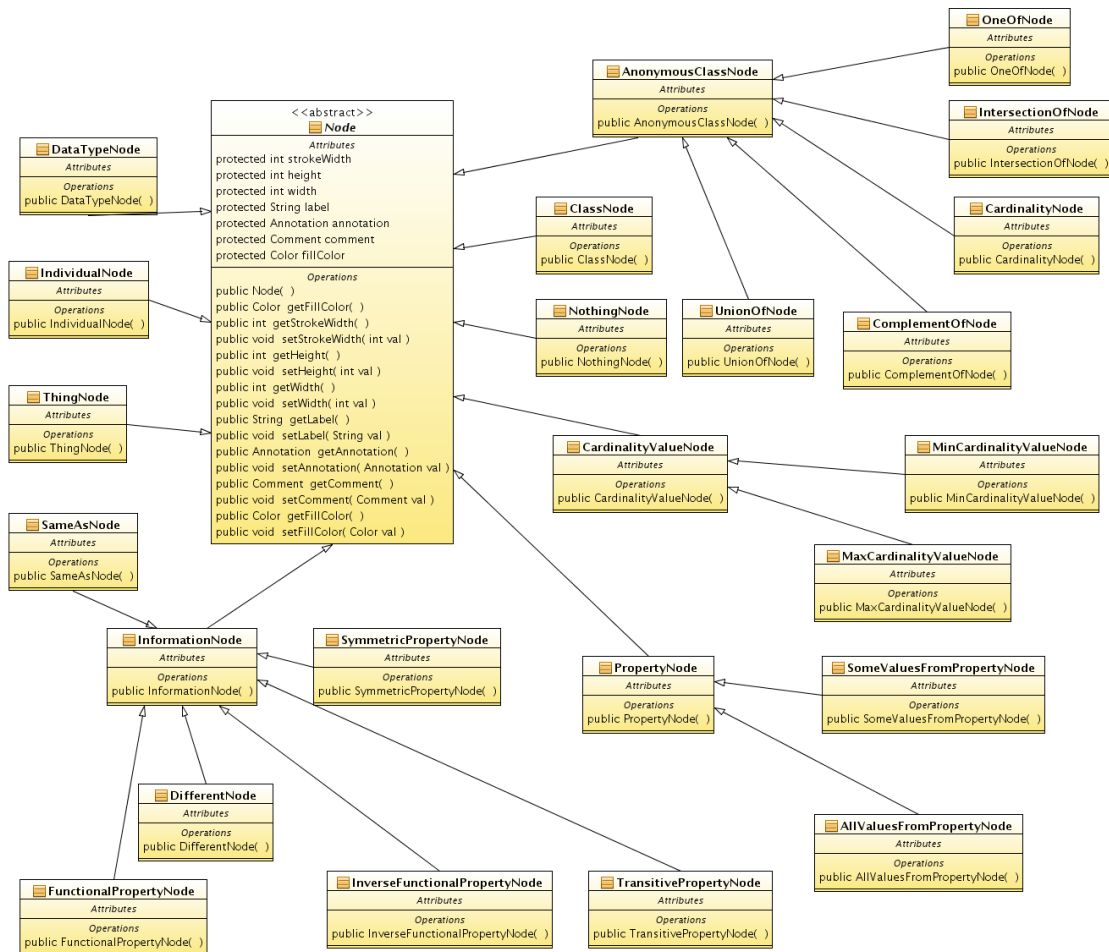 OneOfNode
Attributes
Operations
public OneOfNode( )
AnonymousClassNode
Attributes
Operations
public AnonymousClassNode( )
<<abstract>>
Node
Attributes
protected int strokeWidth
protected int height
protected int width
protected String label
protected Annotation annotation
protected Comment comment
protected Color fillColor
Operations
public Node( )
public Color getFillColor( )
public int getStrokeWidth( )
public void setStrokeWidth( int val )
public int getHeight( )
public void setHeight( int val )
public int getWidth( )
public void setWidth( int val )
public String getLabel( )
public void setLabel( String val )
public Annotation getAnnotation( )
public void setAnnotation( Annotation val )
public Comment getComment( )
public void setComment( Comment val )
public Color getFillColor( )
public void setFillColor( Color val )
IntersectionOfNode
Attributes
Operations
public IntersectionOfNode( )
DataTypeNode
Attributes
Operations
public DataTypeNode( )
ClassNode
Attributes
Operations
public ClassNode( )
CardinalityNode
Attributes
Operations
public CardinalityNode( )
IndividualNode
Attributes
Operations
public IndividualNode( )
NothingNode
Attributes
Operations
public NothingNode( )
UnionOfNode
Attributes
Operations
public UnionOfNode( )
ComplementOfNode
Attributes
Operations
public ComplementOfNode( )
ThingNode
Attributes
Operations
public ThingNode( )
CardinalityValueNode
Attributes
Operations
public CardinalityValueNode( )
MinCardinalityValueNode
Attributes
Operations
public MinCardinalityValueNode( )
SameAsNode
Attributes
Operations
public SameAsNode( )
MaxCardinalityValueNode
Attributes
Operations
public MaxCardinalityValueNode( )
InformationNode
Attributes
Operations
public InformationNode( )
SymmetricPropertyNode
Attributes
Operations
public SymmetricPropertyNode( )
PropertyNode
Attributes
Operations
public PropertyNode( )
SomeValuesFromPropertyNode
Attributes
Operations
public SomeValuesFromPropertyNode( )
DifferentNode
Attributes
Operations
public DifferentNode( )
AllValuesFromPropertyNode
Attributes
Operations
public AllValuesFromPropertyNode( )
FunctionalPropertyNode
Attributes
Operations
public FunctionalPropertyNode( )
InverseFunctionalPropertyNode
Attributes
Operations
public InverseFunctionalPropertyNode( )
TransitivePropertyNode
Attributes
Operations
public TransitivePropertyNode( )